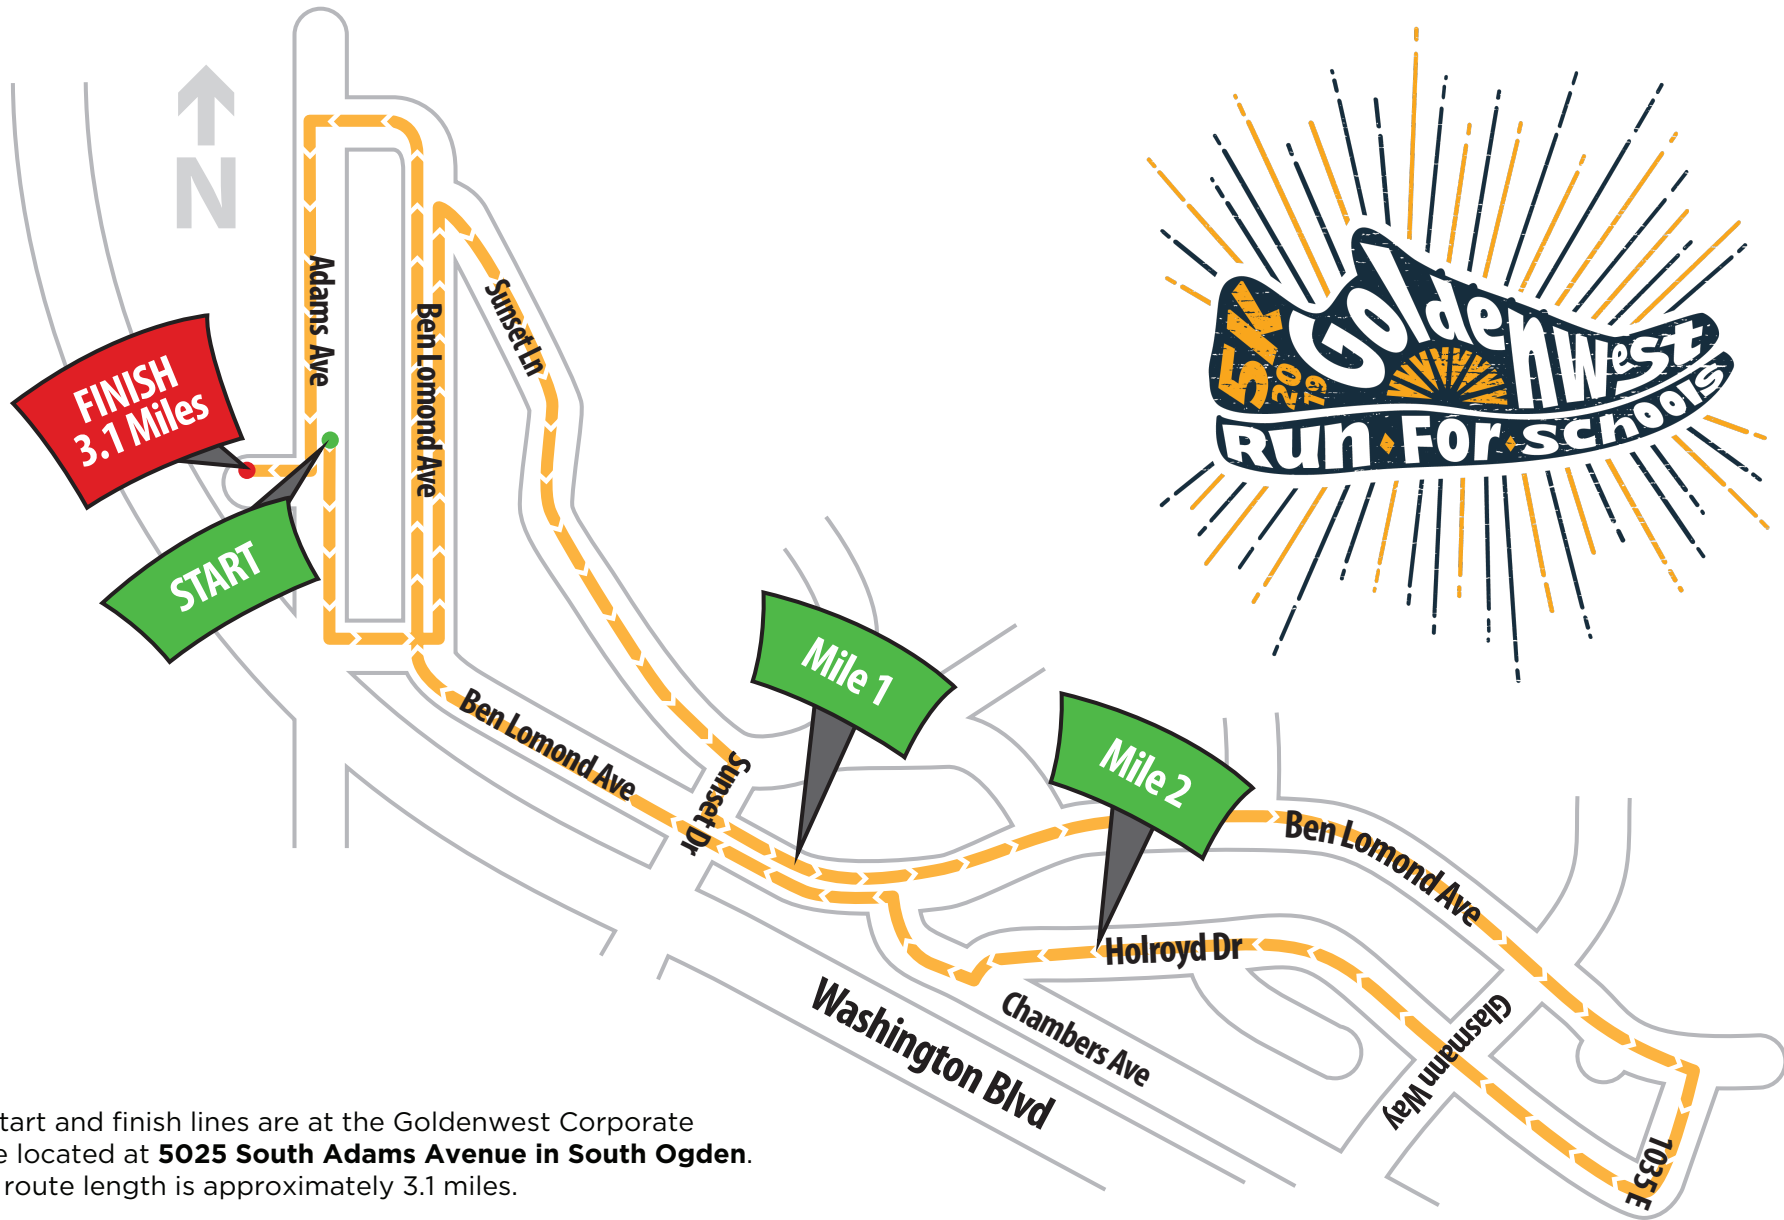 N
Adams Ave
Ben Lomond Ave
Sunset Ln
FINISH
3.1 Miles
START
5K
20
19
Goldenwest
Run • For • Schools
Mile 1
Mile 2
Ben Lomond Ave
Sunset Dr
Ben Lomond Ave
Holroyd Dr
Washington Blvd
Chambers Ave
Glasmann Way
1035 E
tart and finish lines are at the Goldenwest Corporate
e located at 5025 South Adams Avenue in South Ogden.
route length is approximately 3.1 miles.